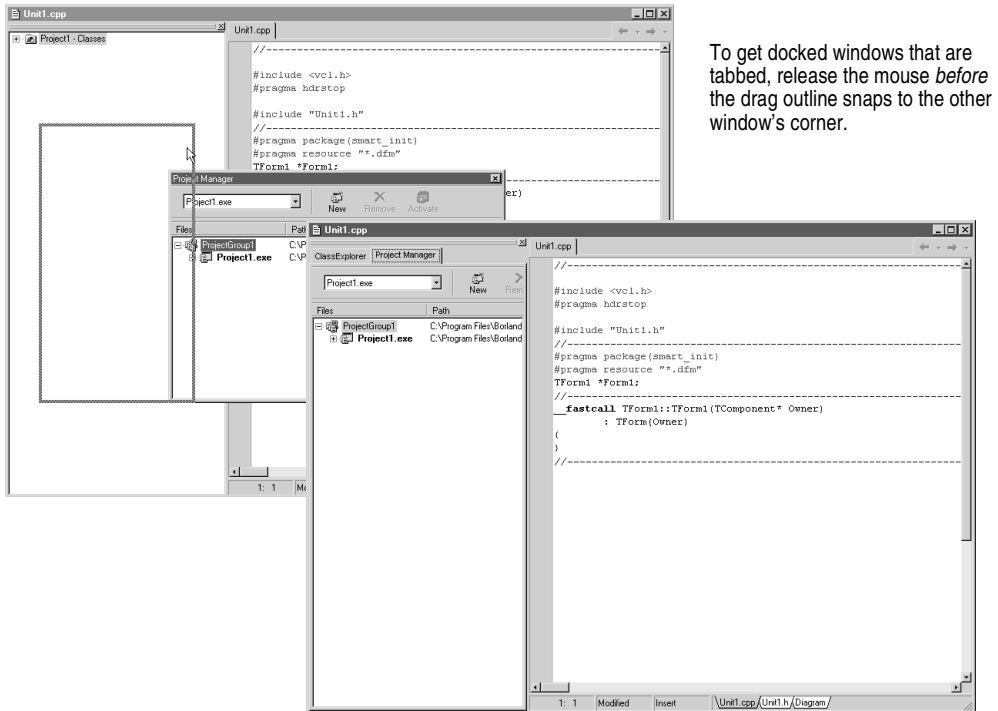 Unit1.cpp
Project1 - Classes
Unit1.cpp
//
#include <vcl.h>
#pragma hdrstop
#include "Unit1.h"
//
#pragma package(smart_init)
#pragma resource "*.dfm"
TForm1 *Form1;
er)
To get docked windows that are
tabbed, release the mouse before
the drag outline snaps to the other
window's corner.
Project Manager
Project1.exe
New Remove Activate
Files Path
ProjectGroup1 C:\P
Project1.exe C:\P
1: 1 Mo
Unit1.cpp
ClassExplorer Project Manager
Project1.exe
New Rem
Files Path
ProjectGroup1 C:\Program Files\Borland
Project1.exe C:\Program Files\Borland
Unit1.cpp
//
#include <vcl.h>
#pragma hdrstop
#include "Unit1.h"
//
#pragma package(smart_init)
#pragma resource "*.dfm"
TForm1 *Form1;
//
__fastcall TForm1::TForm1(TComponent* Owner)
: TForm(Owner)
{
}
//
1: 1 Modified Insert Unit1.cpp Unit1.h Diagram